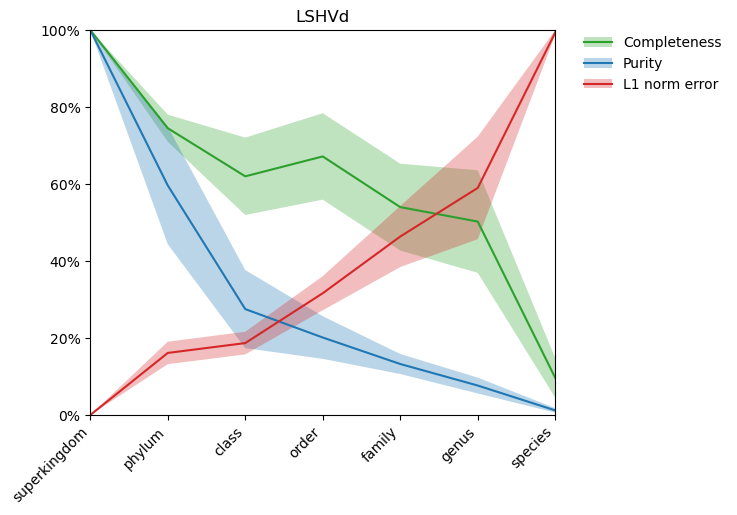 LSHVd
100%
80%
60%
40%
20%
0%
superkingdom
phylum
class
order
family
genus
species
Completeness
Purity
L1 norm error